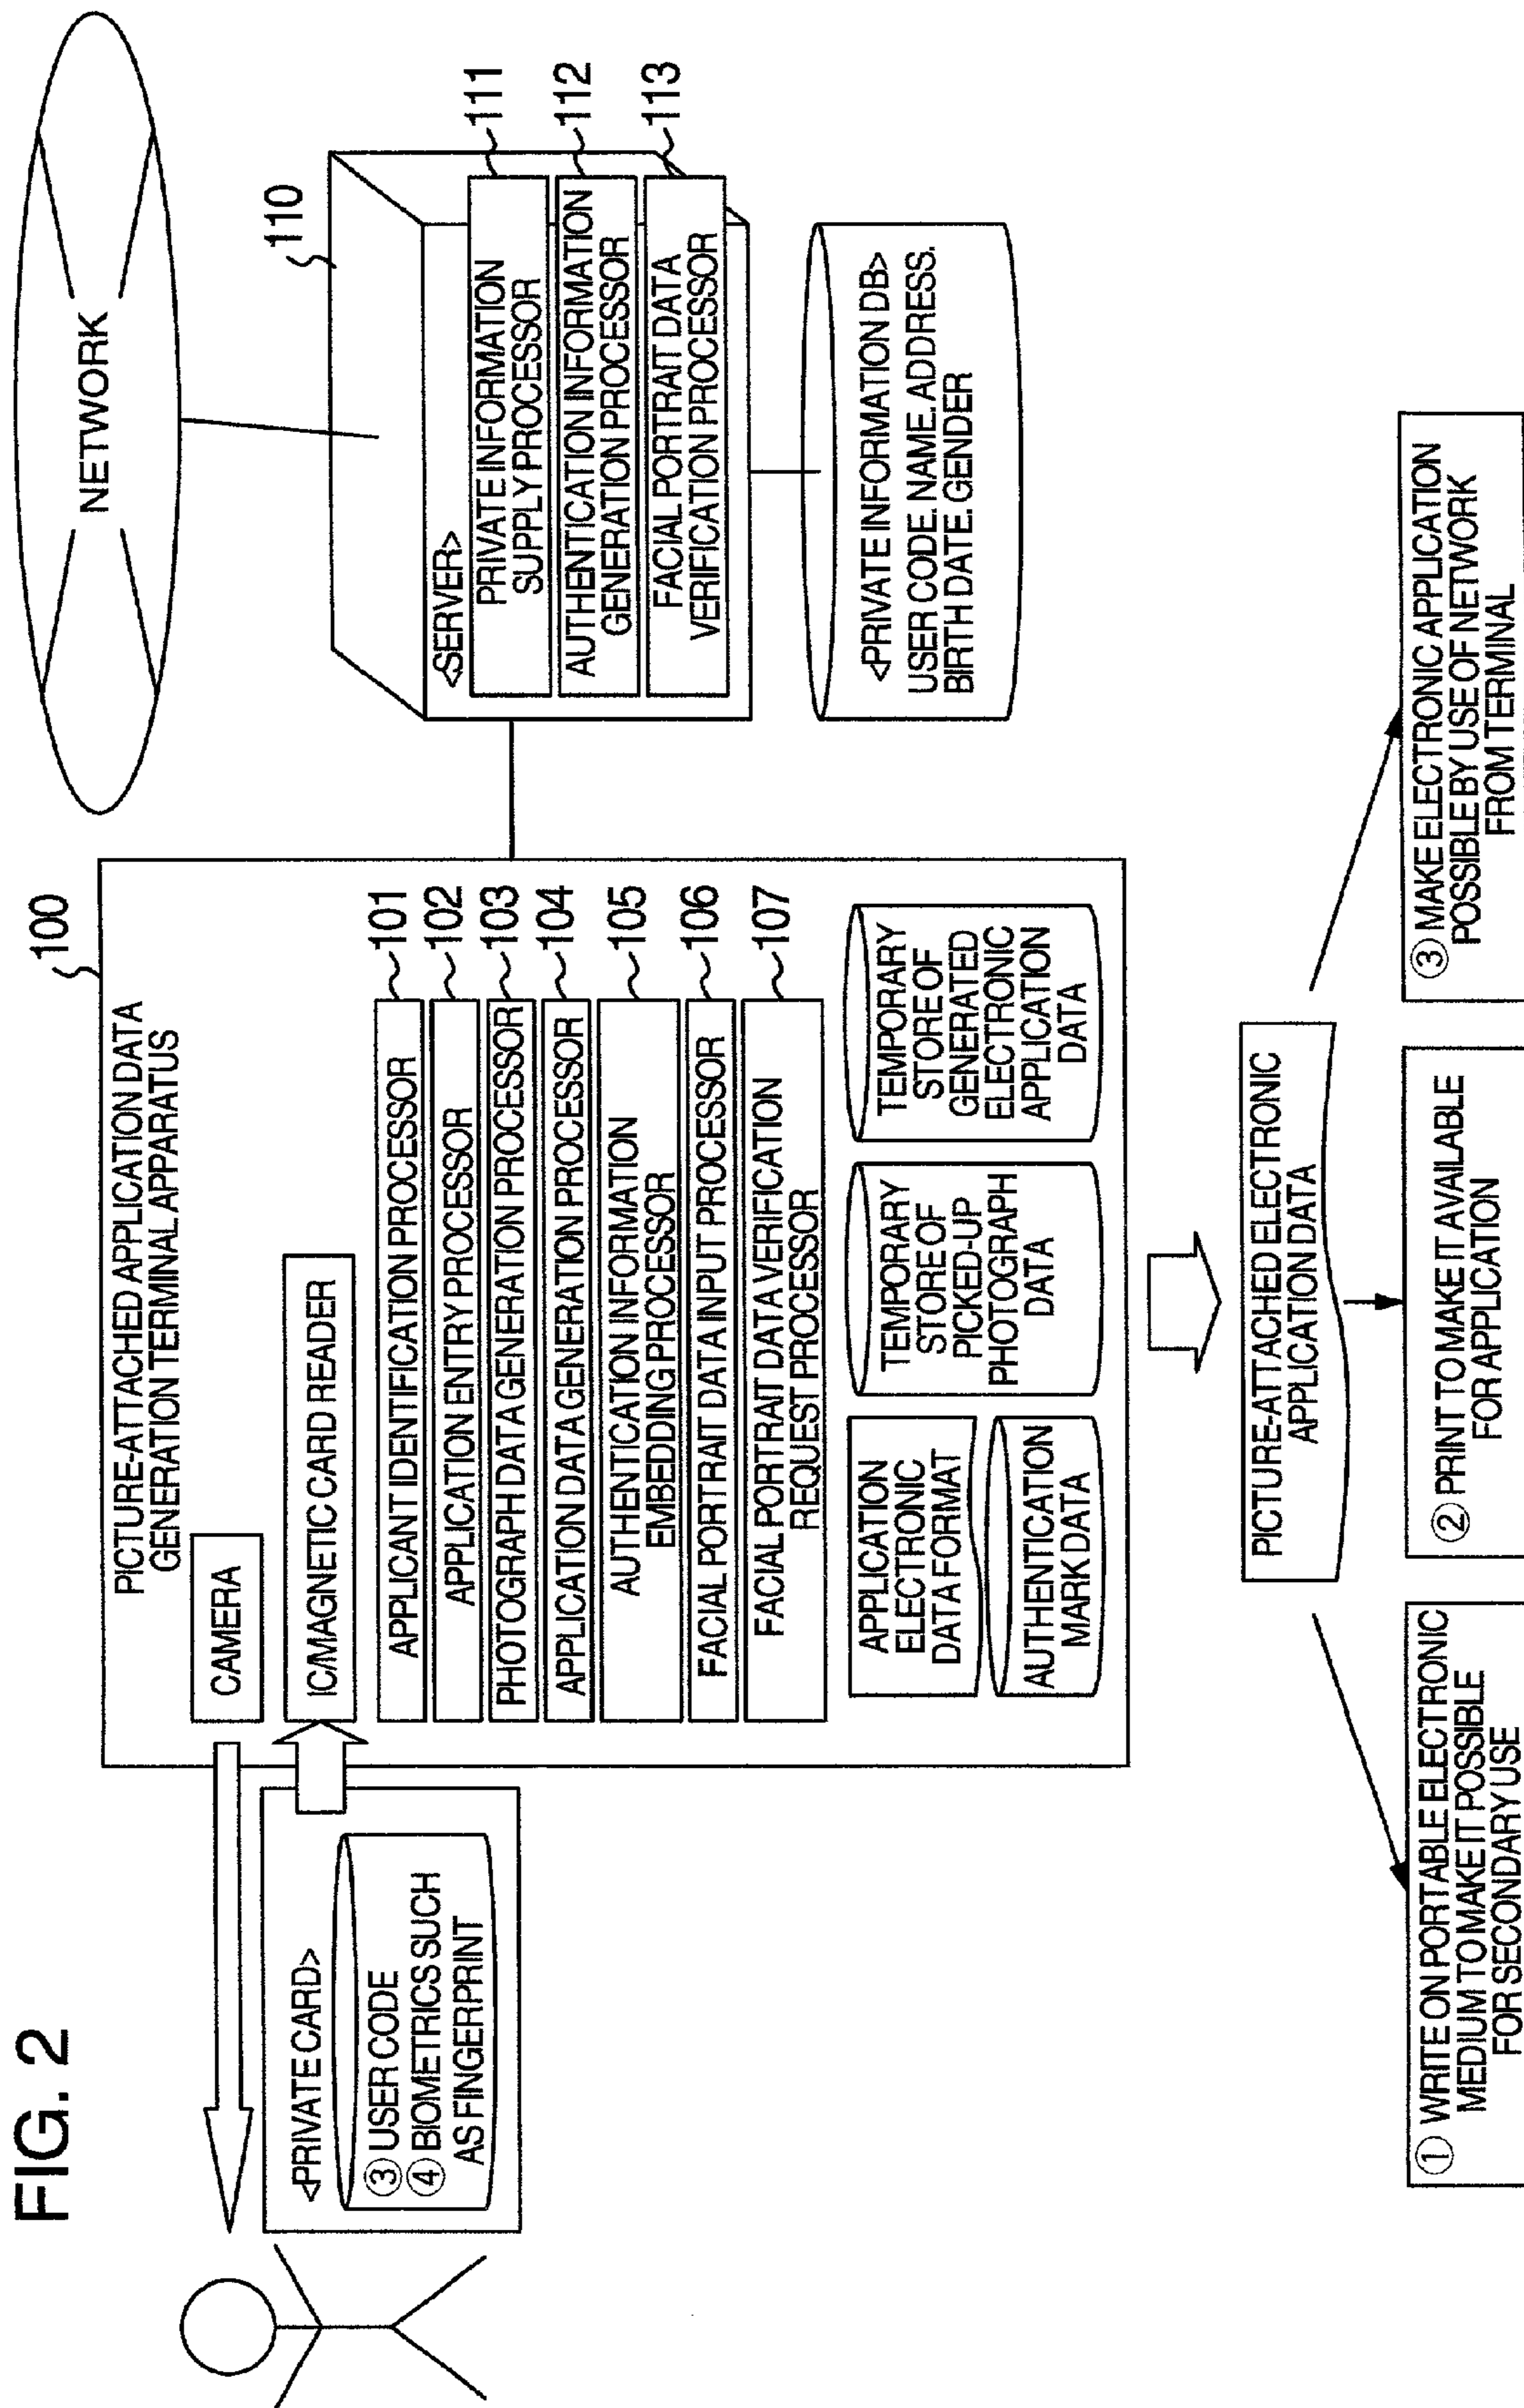 FIG. 2
<PRIVATE CARD>
③ USER CODE
④ BIOMETRICS SUCH
AS FINGERPRINT
100
PICTURE-ATTACHED APPLICATION DATA
GENERATION TERMINAL APPARATUS
CAMERA
IC/MAGNETIC CARD READER
APPLICANT IDENTIFICATION PROCESSOR
101
APPLICATION ENTRY PROCESSOR
102
PHOTOGRAPH DATA GENERATION PROCESSOR
103
APPLICATION DATA GENERATION PROCESSOR
104
AUTHENTICATION INFORMATION
EMBEDDING PROCESSOR
105
FACIAL PORTRAIT DATA INPUT PROCESSOR
106
FACIAL PORTRAIT DATA VERIFICATION
REQUEST PROCESSOR
107
APPLICATION
ELECTRONIC
DATA FORMAT
AUTHENTICATION
MARK DATA
TEMPORARY
STORE OF
PICKED-UP
PHOTOGRAPH
DATA
TEMPORARY
STORE OF
GENERATED
ELECTRONIC
APPLICATION
DATA
NETWORK
110
<SERVER>
PRIVATE INFORMATION
SUPPLY PROCESSOR
111
AUTHENTICATION INFORMATION
GENERATION PROCESSOR
112
FACIAL PORTRAIT DATA
VERIFICATION PROCESSOR
113
<PRIVATE INFORMATION DB>
USER CODE. NAME. ADDRESS.
BIRTH DATE. GENDER
PICTURE-ATTACHED ELECTRONIC
APPLICATION DATA
① WRITE ON PORTABLE ELECTRONIC
MEDIUM TO MAKE IT POSSIBLE
FOR SECONDARY USE
② PRINT TO MAKE IT AVAILABLE
FOR APPLICATION
③ MAKE ELECTRONIC APPLICATION
POSSIBLE BY USE OF NETWORK
FROM TERMINAL